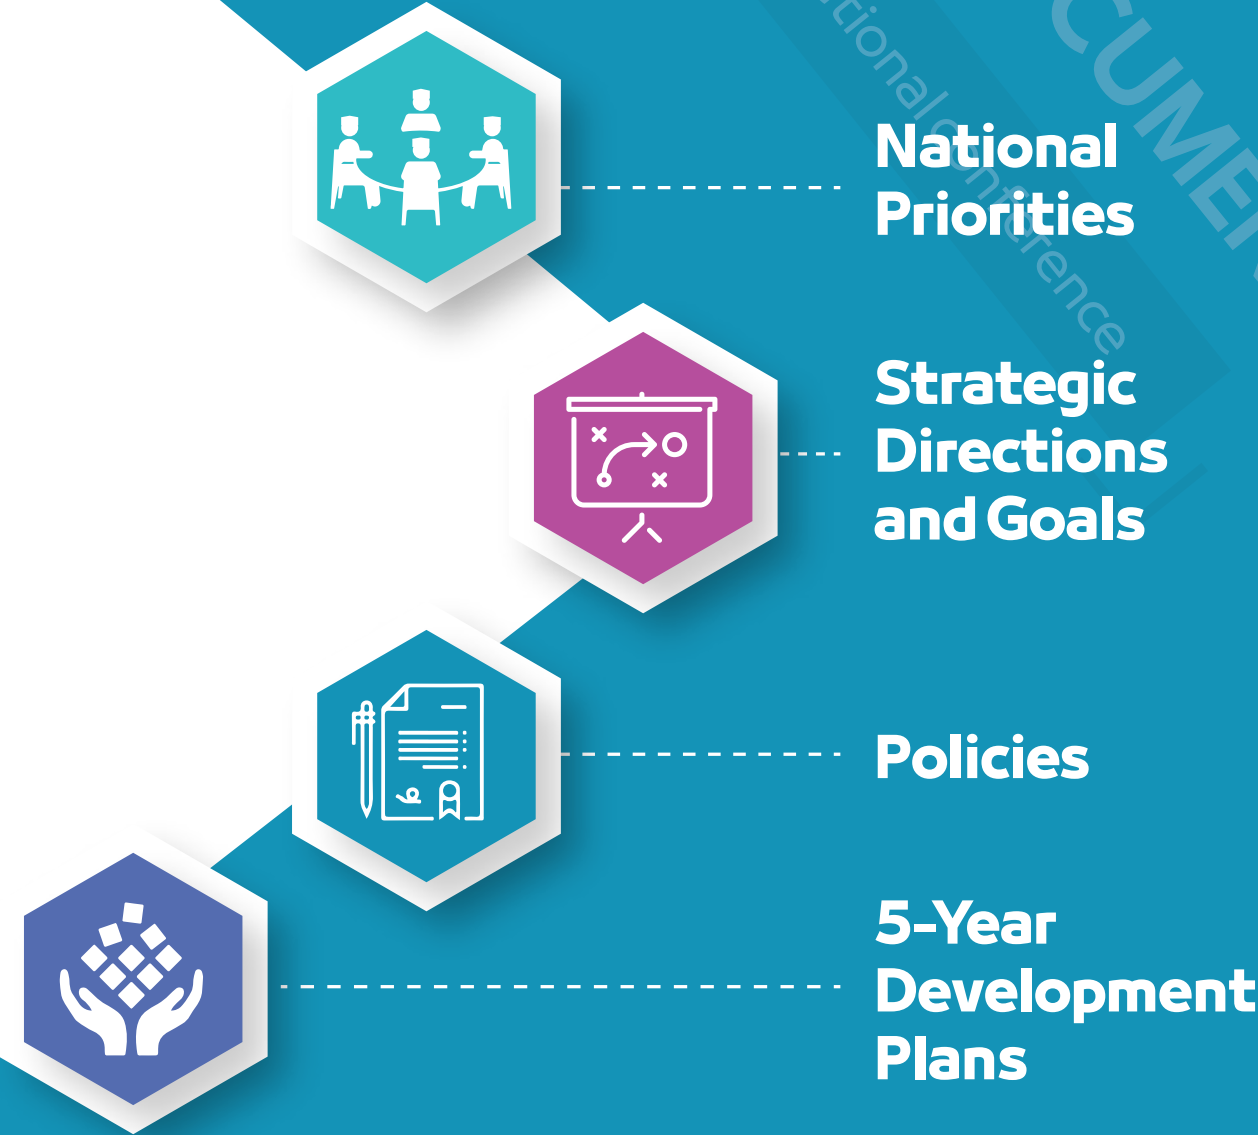 National
Priorities
Strategic
Directions
and Goals
Policies
5-Year
Development
Plans